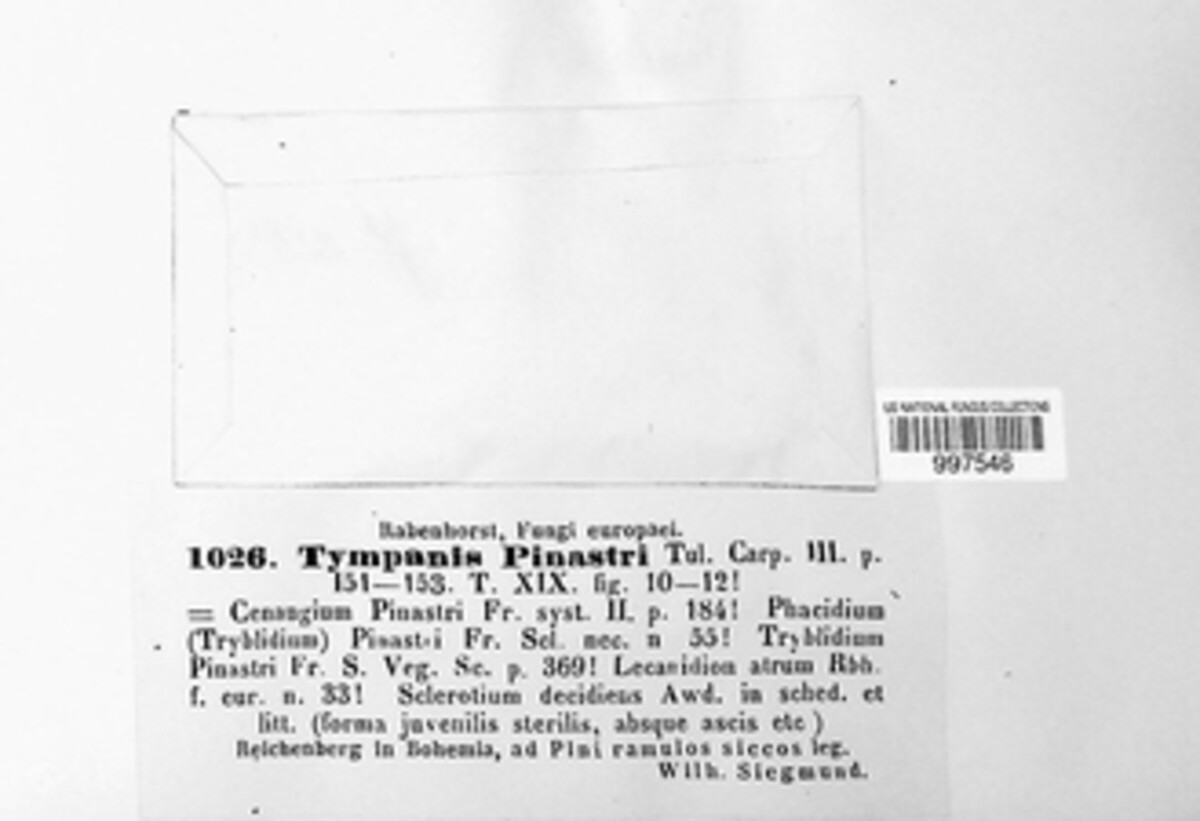 US NATIONAL FUNGUS COLLECTIONS
997546
Rabenhorst, Fungi europaei.
1026. Tympanis Pinastri Tul. Carp. III. p.
151—153. T. XIX. fig. 10—12!
= Cenangium Pinastri Fr. syst. II. p. 184! Phacidium
(Tryblidium) Pinastri Fr. Scl. nec. n 55! Tryblidium
Pinastri Fr. S. Veg. Sc. p. 369! Lecanidion atrum Rbh.
f. eur. n. 33! Sclerotium decidiens Awd. in sched. et
litt. (forma juvenilis sterilis, absque ascis etc)
Reichenberg in Bohemia, ad Pini ramulos siccos leg.
Wilh. Siegmund.